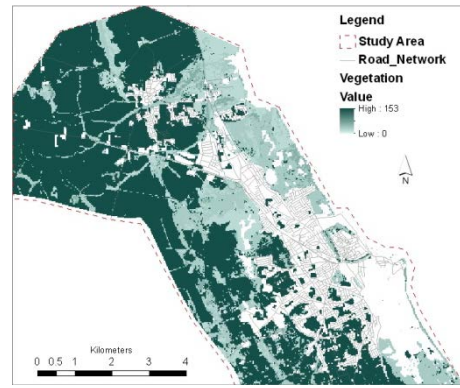 Legend
Study Area
Road_Network
Vegetation
Value
High : 153
Low : 0
N
Kilometers
0 0.5 1 2 3 4